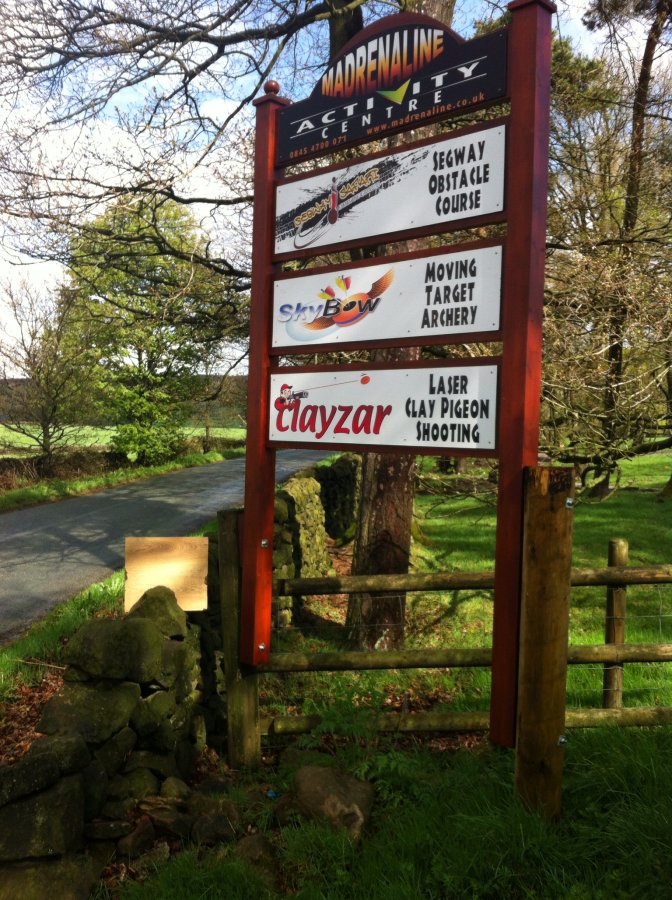 MADRENALINE
ACTIVITY
CENTRE
0845 4700 071 www.madrenaline.co.uk
SEGWAY
OBSTACLE
COURSE
SkyBow
MOVING
TARGET
ARCHERY
Clayzar
LASER
CLAY PIGEON
SHOOTING